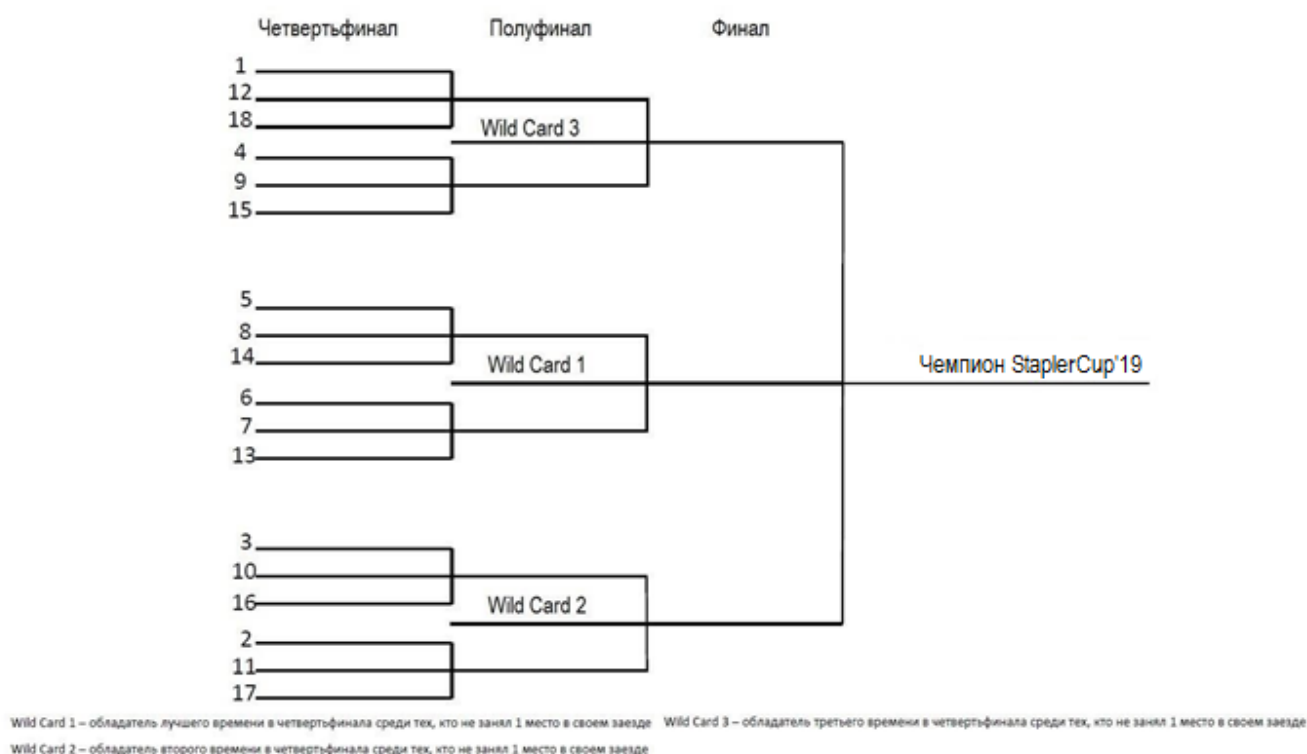 Четвертьфинал Полуфинал Финал
1
12
18
Wild Card 3
4
9
15
5
8
14
Wild Card 1
Чемпион StaplerCup'19
6
7
13
3
10
16
Wild Card 2
2
11
17
Wild Card 1 – обладатель лучшего времени в четвертьфинала среди тех, кто не занял 1 место в своем заезде
Wild Card 3 – обладатель третьего времени в четвертьфинала среди тех, кто не занял 1 место в своем заезде
Wild Card 2 – обладатель второго времени в четвертьфинала среди тех, кто не занял 1 место в своем заезде